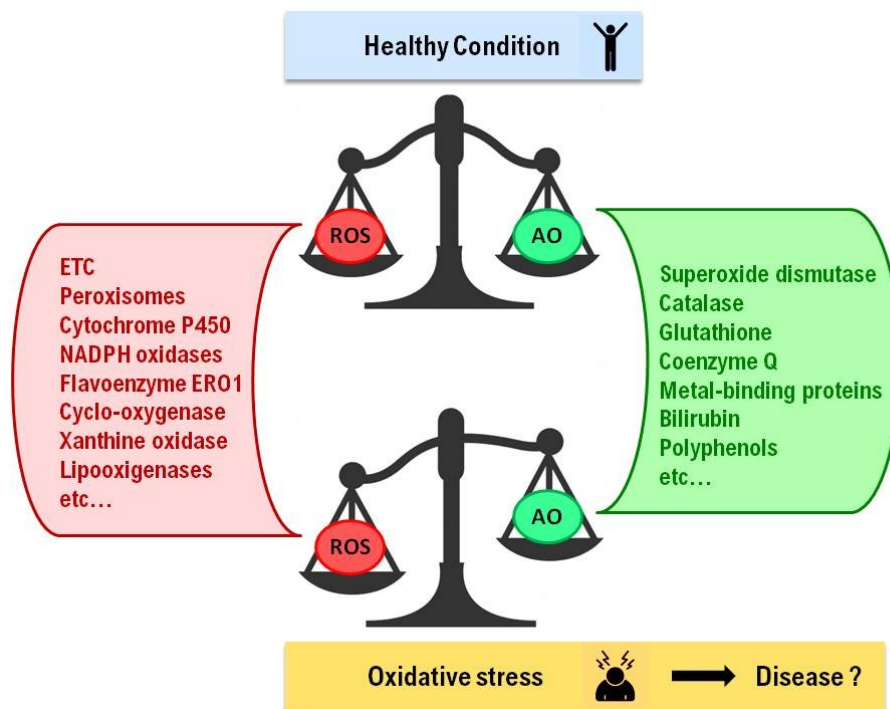 Healthy Condition
ROS
AO
ETC
Peroxisomes
Cytochrome P450
NADPH oxidases
Flavoenzyme ERO1
Cyclo-oxygenase
Xanthine oxidase
Lipooxigenases
etc...
Superoxide dismutase
Catalase
Glutathione
Coenzyme Q
Metal-binding proteins
Bilirubin
Polyphenols
etc...
ROS
AO
Oxidative stress
Disease ?